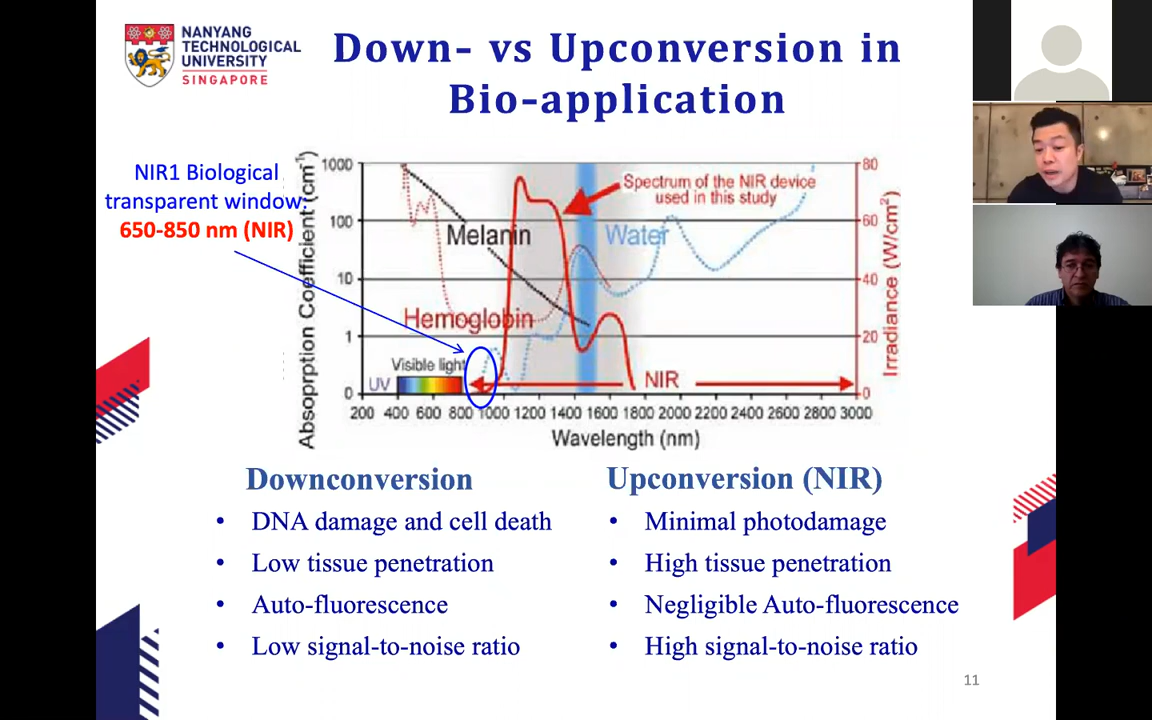 NANYANG
TECHNOLOGICAL
UNIVERSITY
SINGAPORE
Down- vs Upconversion in
Bio-application
NIR1 Biological
transparent window:
650-850 nm (NIR)
Absoprption Coefficient (cm⁻¹)
1000
100
10
1
0
80
60
40
20
0
Irradiance (W/cm²)
Spectrum of the NIR device
used in this study
Melanin
Water
Hemoglobin
Visible light
UV
NIR
200 400 600 800 1000 1200 1400 1600 1800 2000 2200 2400 2600 2800 3000
Wavelength (nm)
Downconversion
• DNA damage and cell death
• Low tissue penetration
• Auto-fluorescence
• Low signal-to-noise ratio
Upconversion (NIR)
• Minimal photodamage
• High tissue penetration
• Negligible Auto-fluorescence
• High signal-to-noise ratio
11